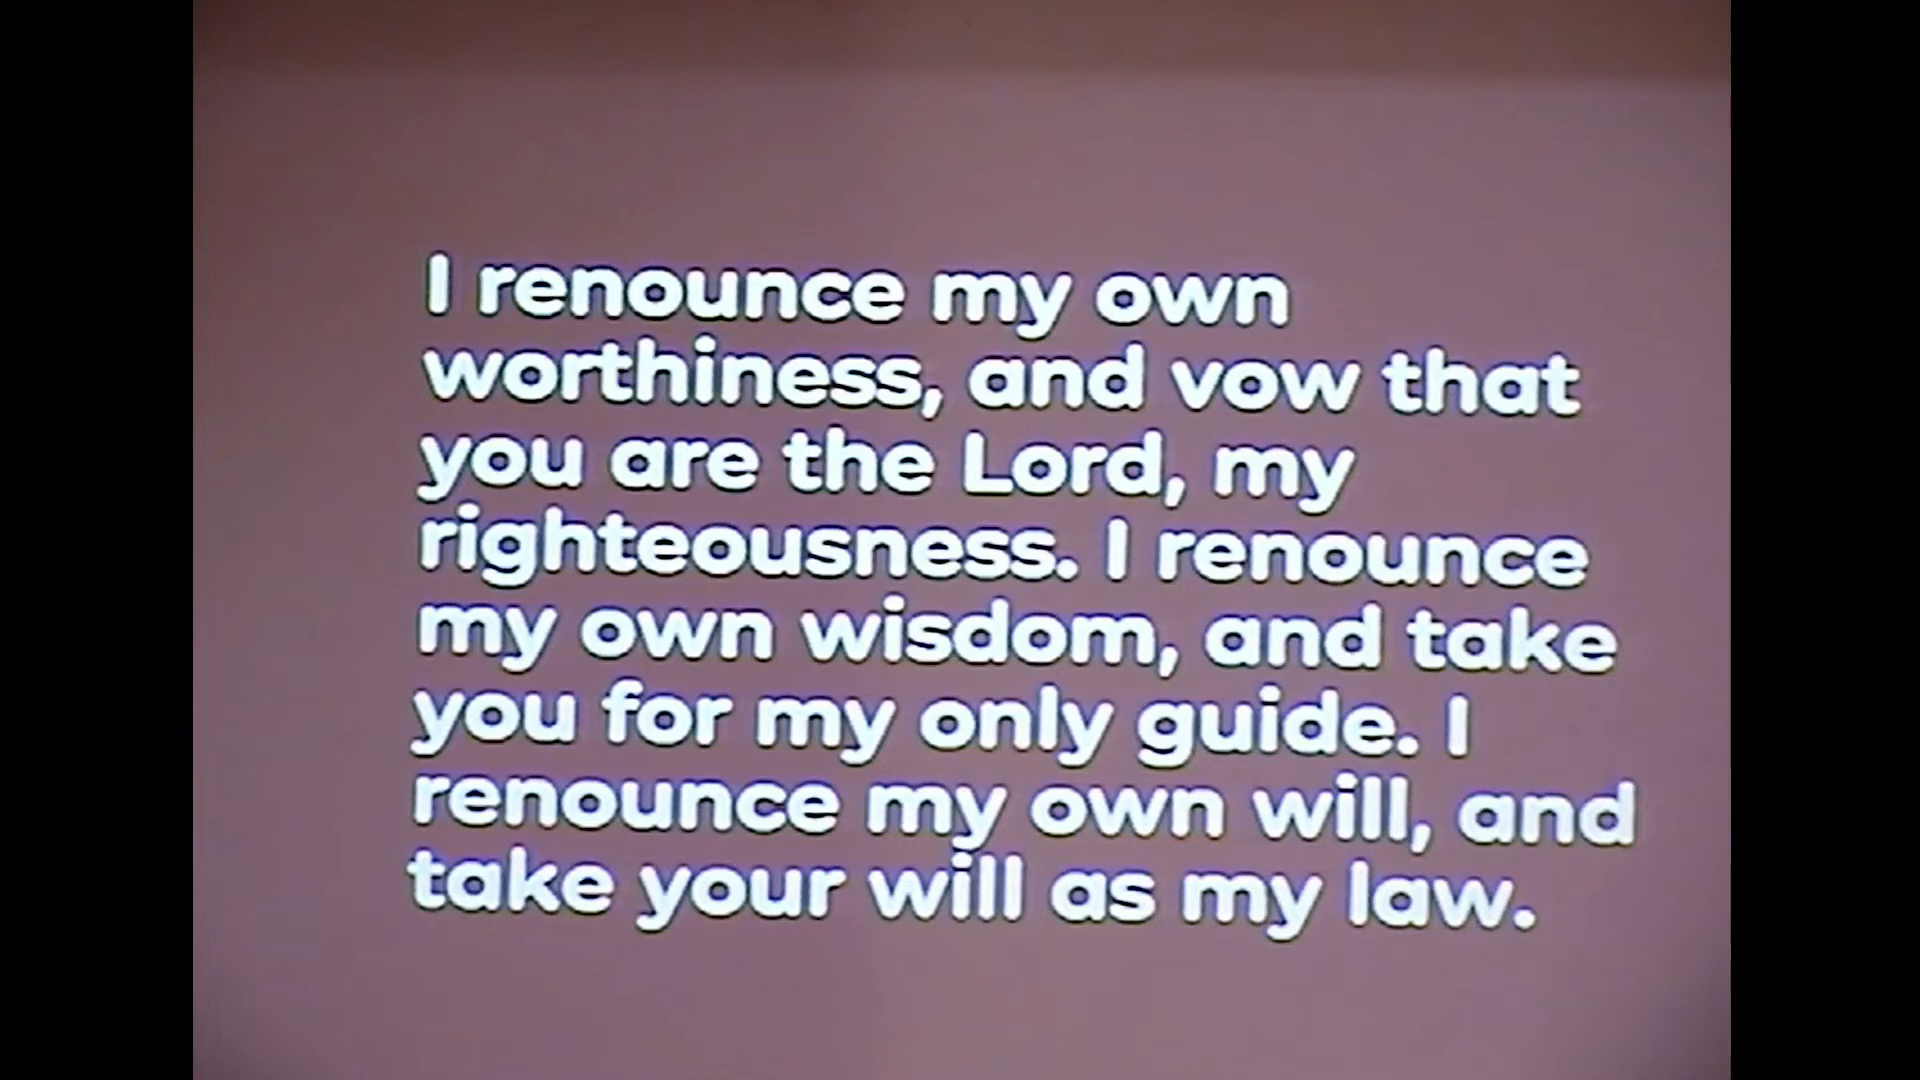 I renounce my own
worthiness, and vow that
you are the Lord, my
righteousness. I renounce
my own wisdom, and take
you for my only guide. I
renounce my own will, and
take your will as my law.